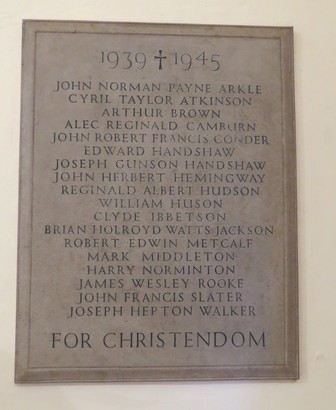 1939 † 1945
JOHN NORMAN PAYNE ARKLE
CYRIL TAYLOR ATKINSON
ARTHUR BROWN
ALEC REGINALD CAMBURN
JOHN ROBERT FRANCIS CONDER
EDWARD HANDSHAW
JOSEPH GUNSON HANDSHAW
JOHN HERBERT HEMINGWAY
REGINALD ALBERT HUDSON
WILLIAM HUSON
CLYDE IBBETSON
BRIAN HOLROYD WATTS JACKSON
ROBERT EDWIN METCALF
MARK MIDDLETON
HARRY NORMINTON
JAMES WESLEY ROOKE
JOHN FRANCIS SLATER
JOSEPH HEPTON WALKER
FOR CHRISTENDOM